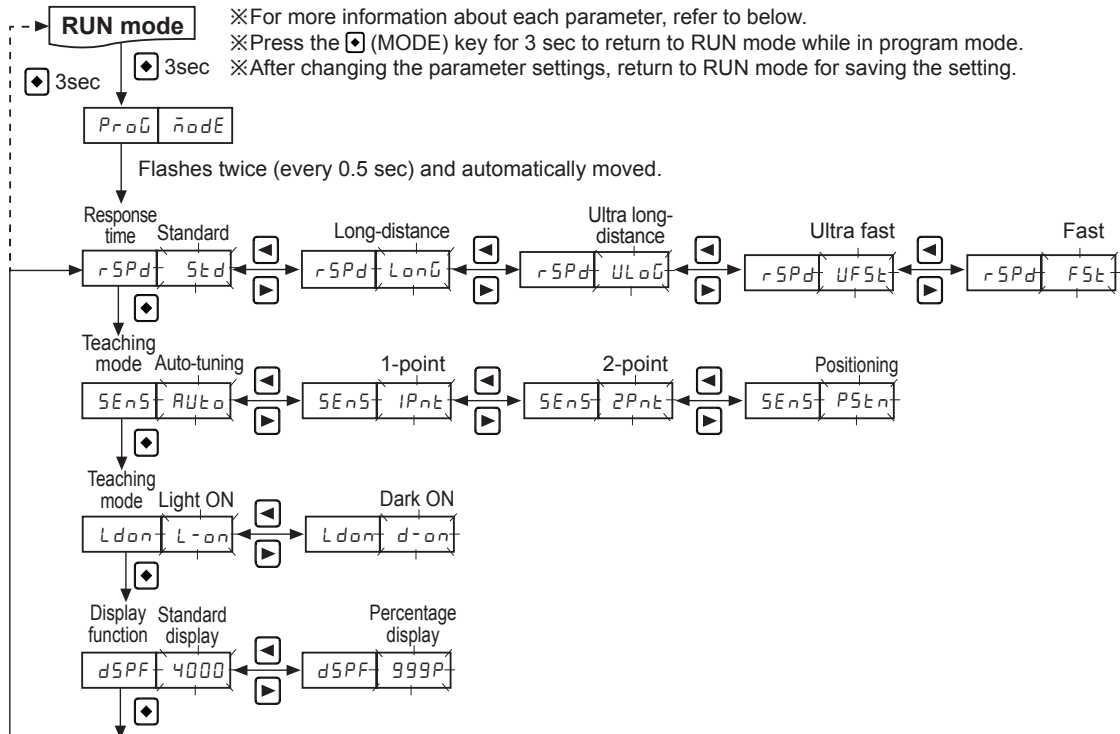 RUN mode
※For more information about each parameter, refer to below.
※Press the (MODE) key for 3 sec to return to RUN mode while in program mode.
※After changing the parameter settings, return to RUN mode for saving the setting.
3sec
3sec
ProG modE
Flashes twice (every 0.5 sec) and automatically moved.
Response time
Standard
Long-distance
Ultra long-distance
Ultra fast
Fast
rSPd Std
rSPd LonG
rSPd ULoG
rSPd UFSt
rSPd FSt
Teaching mode
Auto-tuning
1-point
2-point
Positioning
SEnS AUto
SEnS 1Pnt
SEnS 2Pnt
SEnS PStn
Teaching mode
Light ON
Dark ON
Ldon L-on
Ldon d-on
Display function
Standard display
Percentage display
dSPF 4000
dSPF 999P